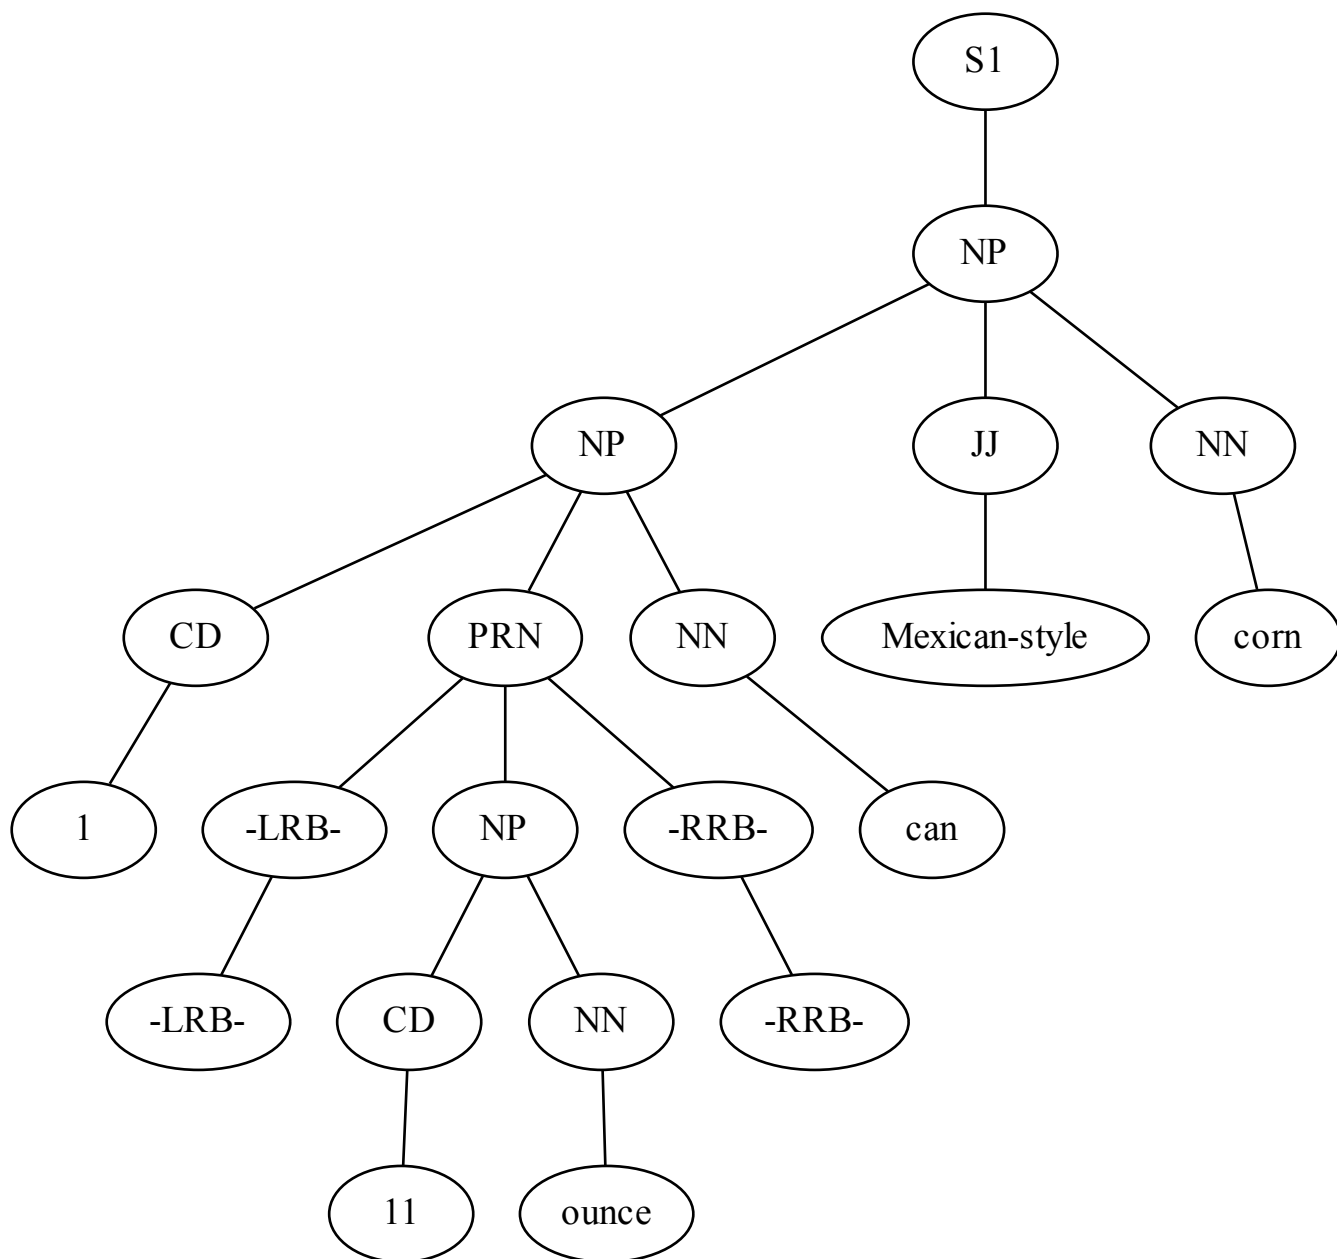 S1
NP
NP JJ NN
CD PRN NN Mexican-style corn
1 -LRB- NP -RRB- can
-LRB- CD NN -RRB-
11 ounce